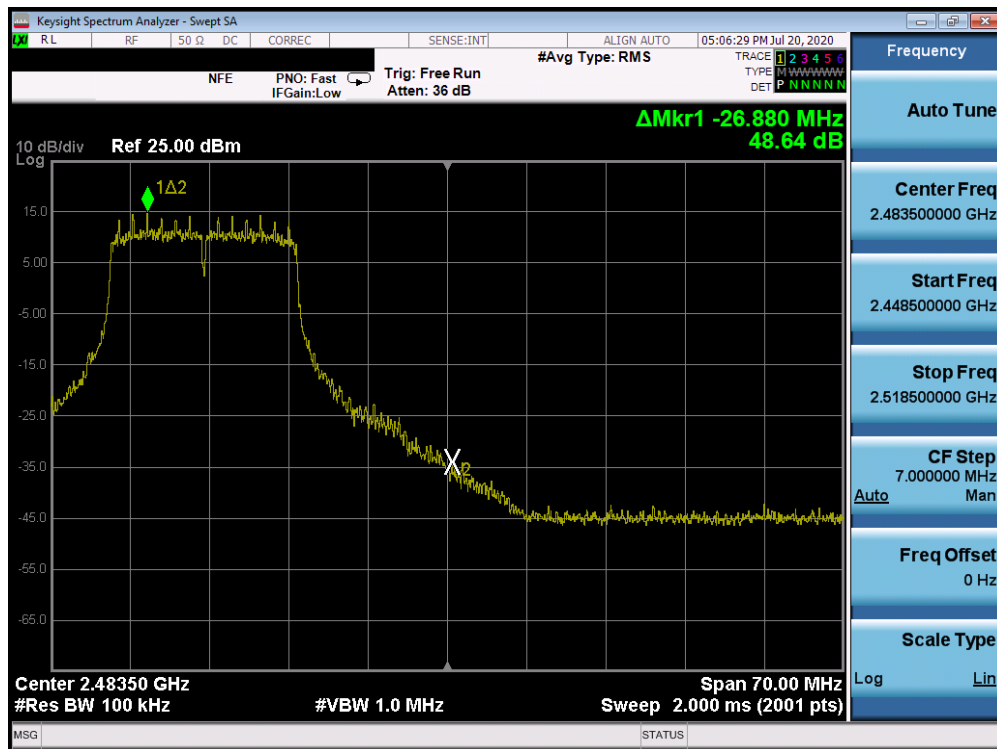 Keysight Spectrum Analyzer - Swept SA
LXI RL RF 50 Ω DC CORREC SENSE:INT ALIGN AUTO 05:06:29 PM Jul 20, 2020
NFE PNO: Fast Trig: Free Run #Avg Type: RMS TRACE 1 2 3 4 5 6
IFGain:Low Atten: 36 dB TYPE M W W W W W
DET P N N N N N
ΔMkr1 -26.880 MHz
48.64 dB
10 dB/div Ref 25.00 dBm
Log
1Δ2
15.0
5.00
-5.00
-15.0
-25.0
-35.0
2
-45.0
-55.0
-65.0
Center 2.48350 GHz Span 70.00 MHz
#Res BW 100 kHz #VBW 1.0 MHz Sweep 2.000 ms (2001 pts)
MSG STATUS
Frequency
Auto Tune
Center Freq
2.483500000 GHz
Start Freq
2.448500000 GHz
Stop Freq
2.518500000 GHz
CF Step
7.000000 MHz
Auto Man
Freq Offset
0 Hz
Scale Type
Log Lin